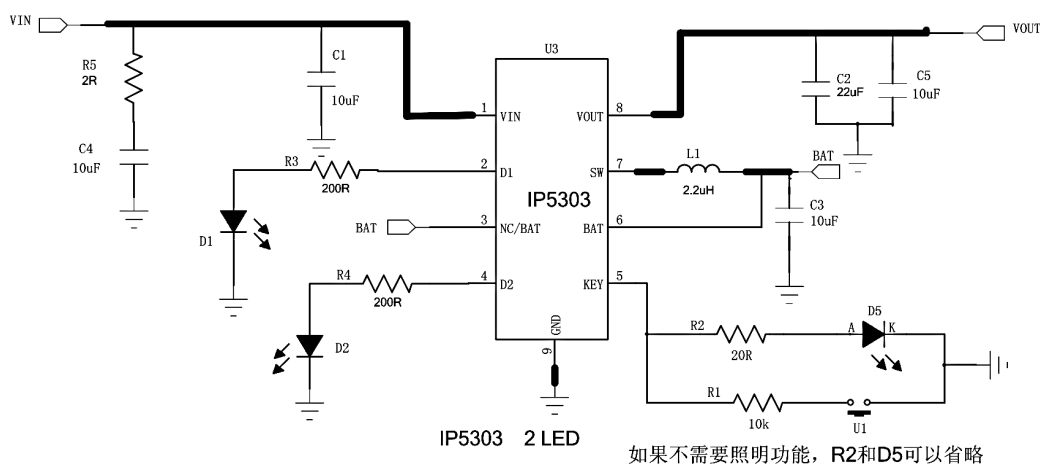 VIN
VOUT
R5
2R
C1
10uF
C4
10uF
U3
C2
22uF
C5
10uF
1
VIN
VOUT
8
R3
200R
2
D1
SW
7
L1
2.2uH
BAT
IP5303
C3
10uF
D1
BAT
3
NC/BAT
BAT
6
R4
200R
4
D2
KEY
5
D2
GND
9
R2
20R
A
D5
K
R1
10k
U1
IP5303 2 LED
如果不需要照明功能，R2和D5可以省略